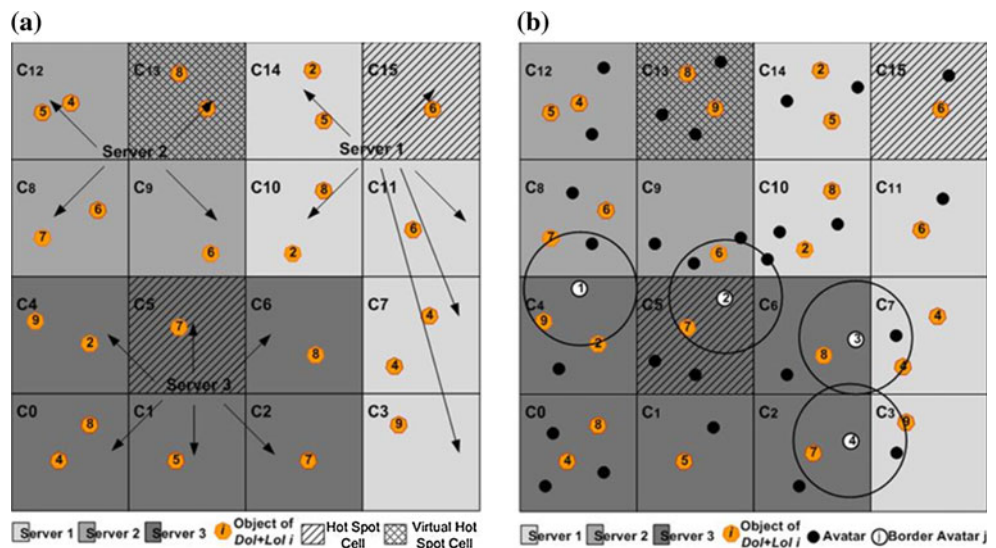 (a)
C12 C13 C14 C15
8 2
4 5 6
5
Server 2 Server 1
C8 C9 C10 C11
8
6 6
7 6 2
C4 C5 C6 C7
9 7 4
2 8
4
Server 3
C0 C1 C2 C3
8 9
4 5 7
Server 1 Server 2 Server 3 i Object of DoI+LoI i Hot Spot Cell Virtual Hot Spot Cell
(b)
C12 C13 C14 C15
8 2
4 9 6
5 5
C8 C9 C10 C11
6 8
7 6 2 6
1 2
C4 C5 C6 C7
9 7 4
2 8 3 4
C0 C1 C2 C3
8 9
4 5 7 4
Server 1 Server 2 Server 3 i Object of DoI+LoI i Avatar j Border Avatar j